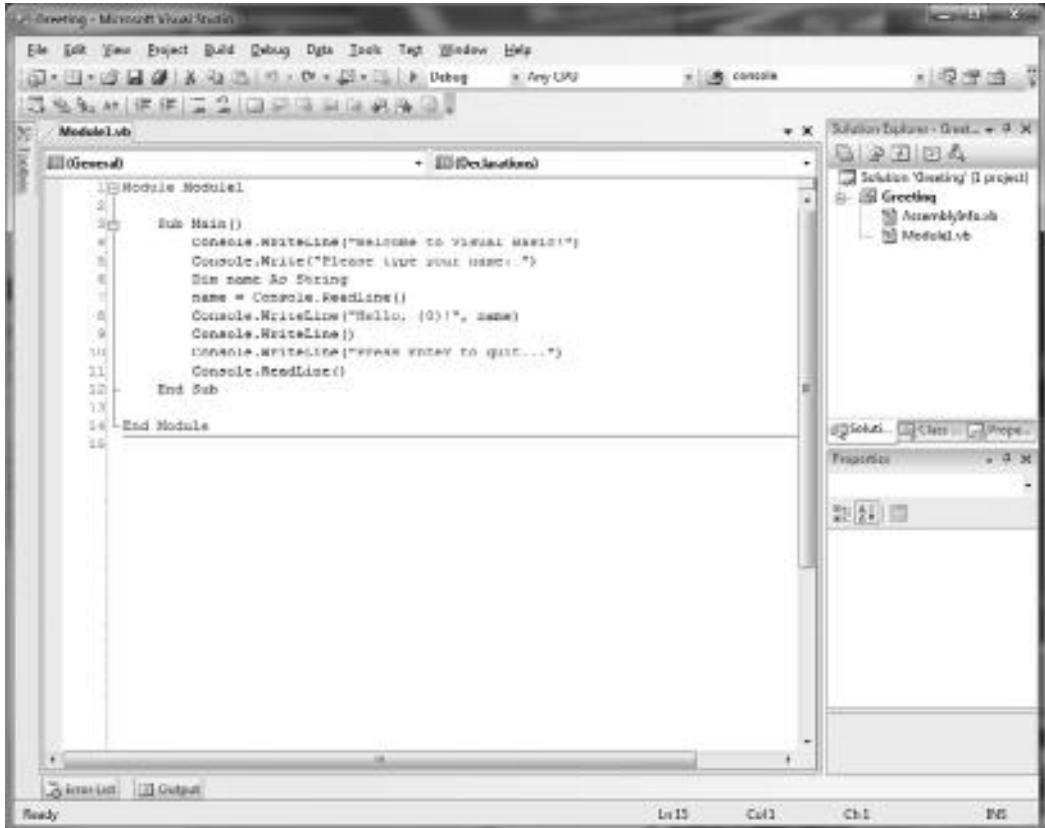 Greeting - Microsoft Visual Studio
File Edit View Project Build Debug Data Tools Test Window Help
Debug Any CPU console
Toolbox
Module1.vb
(General) (Declarations)
1 Module Module1
2
3 Sub Main()
4 Console.WriteLine("Welcome to Visual Basic!")
5 Console.Write("Please type your name: ")
6 Dim name As String
7 name = Console.ReadLine()
8 Console.WriteLine("Hello, {0}!", name)
9 Console.WriteLine()
10 Console.WriteLine("Press Enter to quit...")
11 Console.ReadLine()
12 End Sub
13
14 End Module
15
Solution Explorer - Greet...
Solution 'Greeting' (1 project)
Greeting
AssemblyInfo.vb
Module1.vb
Soluti... Class ... Prope...
Properties
Error List Output
Ready Ln 15 Col 1 Ch 1 INS